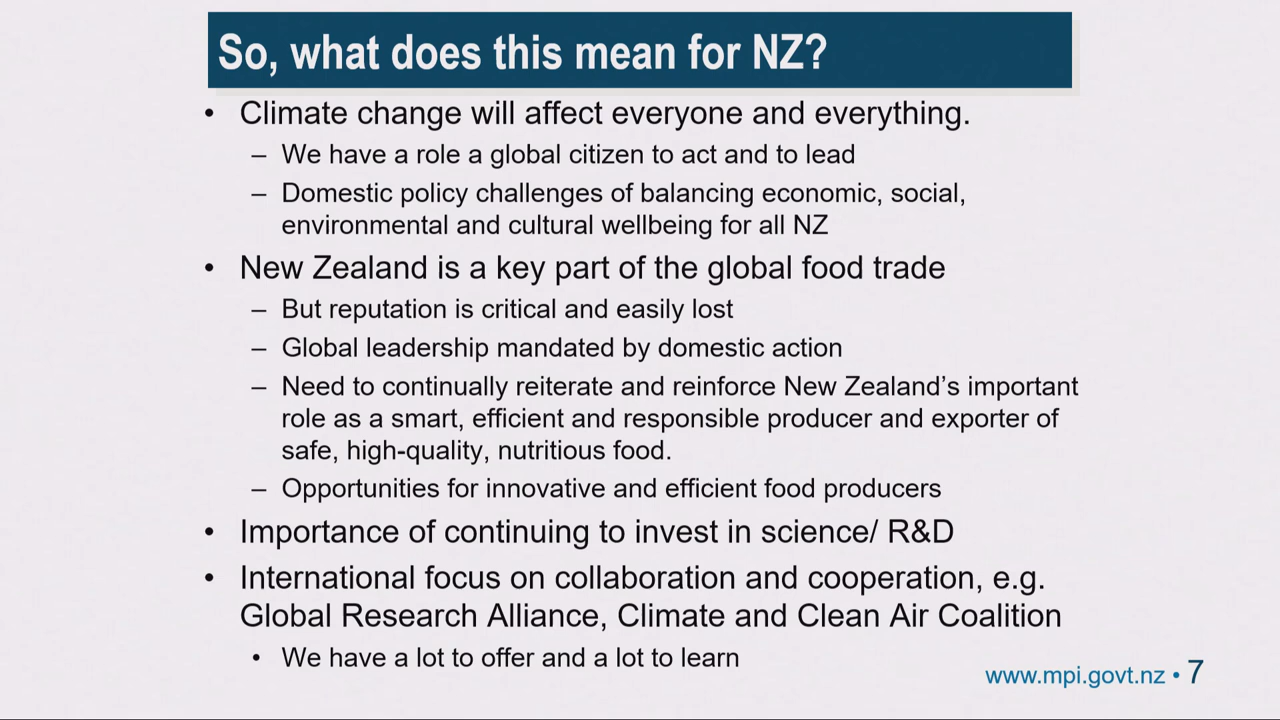 So, what does this mean for NZ?
• Climate change will affect everyone and everything.
– We have a role a global citizen to act and to lead
– Domestic policy challenges of balancing economic, social,
environmental and cultural wellbeing for all NZ
• New Zealand is a key part of the global food trade
– But reputation is critical and easily lost
– Global leadership mandated by domestic action
– Need to continually reiterate and reinforce New Zealand’s important
role as a smart, efficient and responsible producer and exporter of
safe, high-quality, nutritious food.
– Opportunities for innovative and efficient food producers
• Importance of continuing to invest in science/ R&D
• International focus on collaboration and cooperation, e.g.
Global Research Alliance, Climate and Clean Air Coalition
• We have a lot to offer and a lot to learn
www.mpi.govt.nz • 7